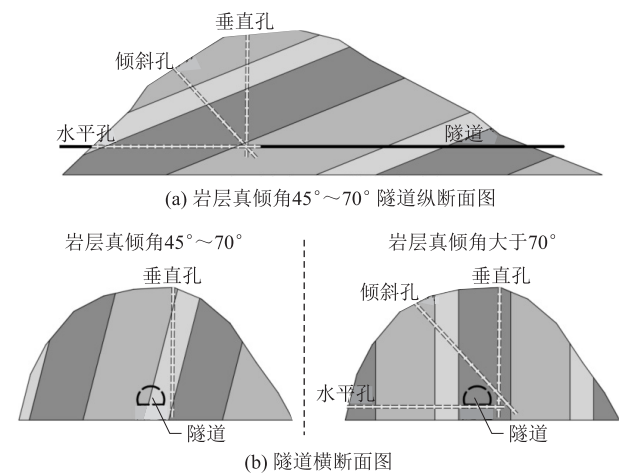 垂直孔
倾斜孔
水平孔
隧道
(a) 岩层真倾角45°～70° 隧道纵断面图
岩层真倾角45°～70°
岩层真倾角大于70°
垂直孔
隧道
倾斜孔
垂直孔
水平孔
隧道
(b) 隧道横断面图